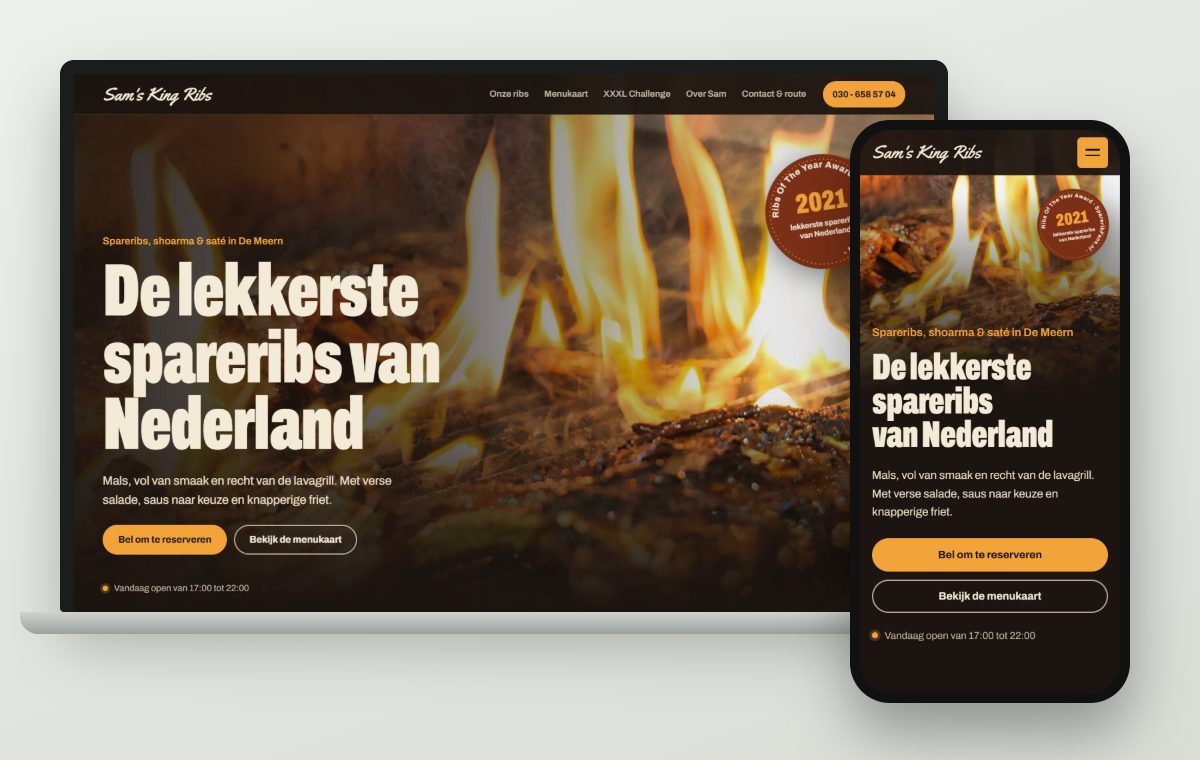 Sam's King Ribs
Onze ribs Menukaart XXXL Challenge Over Sam Contact & route 030 - 658 57 04
Ribs Of The Year Awar
2021
lekkerste sparerib
van Nederland
Spareribs, shoarma & saté in De Meern
De lekkerste
spareribs van
Nederland
Mals, vol van smaak en recht van de lavagrill. Met verse
salade, saus naar keuze en knapperige friet.
Bel om te reserveren Bekijk de menukaart
Vandaag open van 17:00 tot 22:00
Sam's King Ribs
Ribs Of The Year Award
2021
lekkerste spareribs
van Nederland
Spareribs, shoarma & saté in De Meern
De lekkerste
spareribs
van Nederland
Mals, vol van smaak en recht van de lavagrill.
Met verse salade, saus naar keuze en
knapperige friet.
Bel om te reserveren
Bekijk de menukaart
Vandaag open van 17:00 tot 22:00